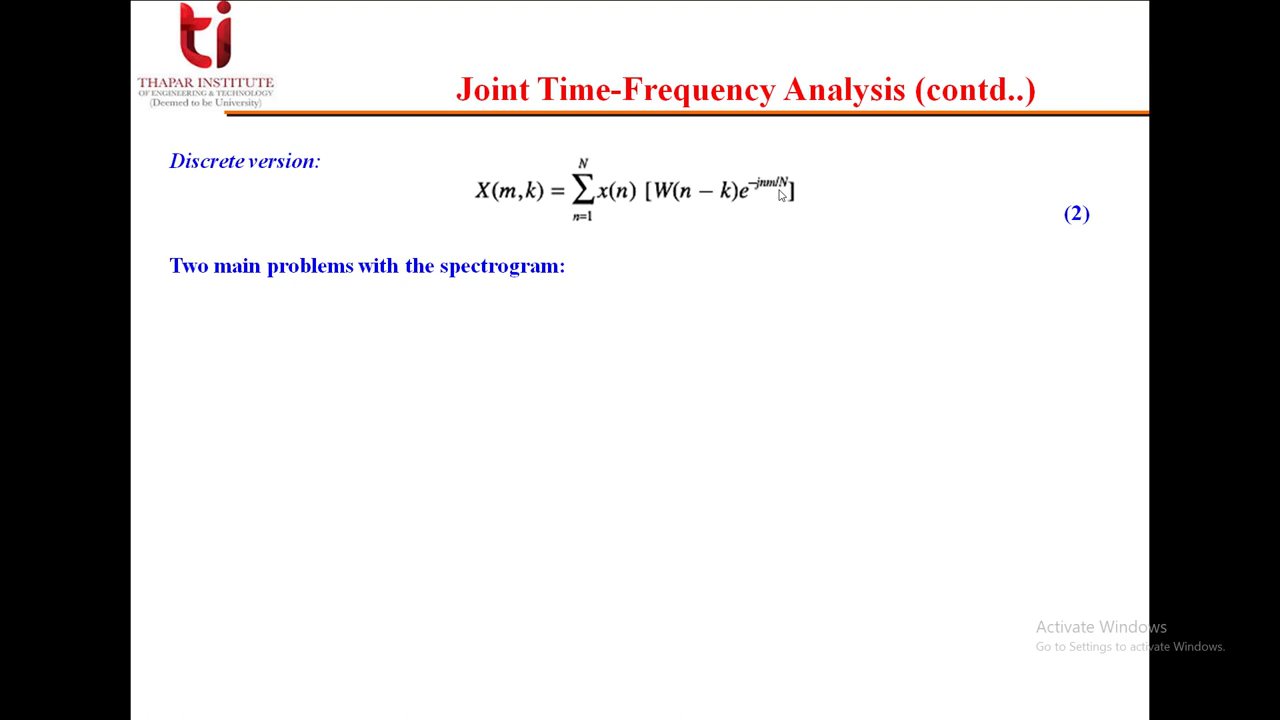 ti
THAPAR INSTITUTE
OF ENGINEERING & TECHNOLOGY
(Deemed to be University)
Joint Time-Frequency Analysis (contd..)
Discrete version:
X(m,k) = ∑_{n=1}^{N} x(n) [W(n − k)e^{−jnm/N}]
(2)
Two main problems with the spectrogram:
Activate Windows
Go to Settings to activate Windows.